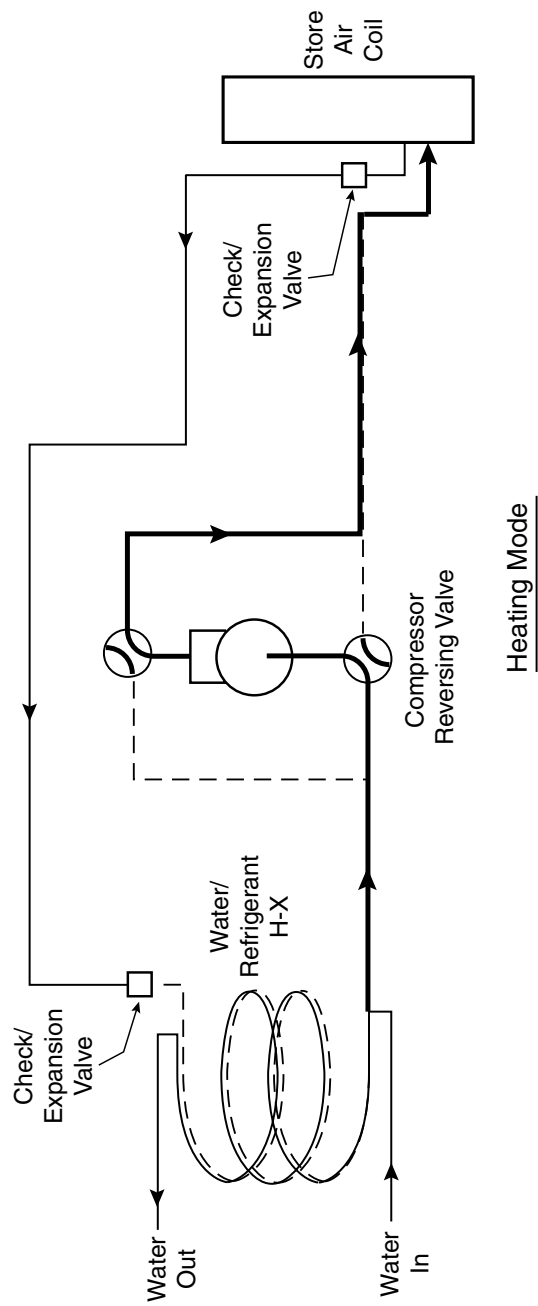 Water
Out
Water
In
Check/
Expansion
Valve
Water/
Refrigerant
H-X
Compressor
Reversing Valve
Check/
Expansion
Valve
Store
Air
Coil
Heating Mode